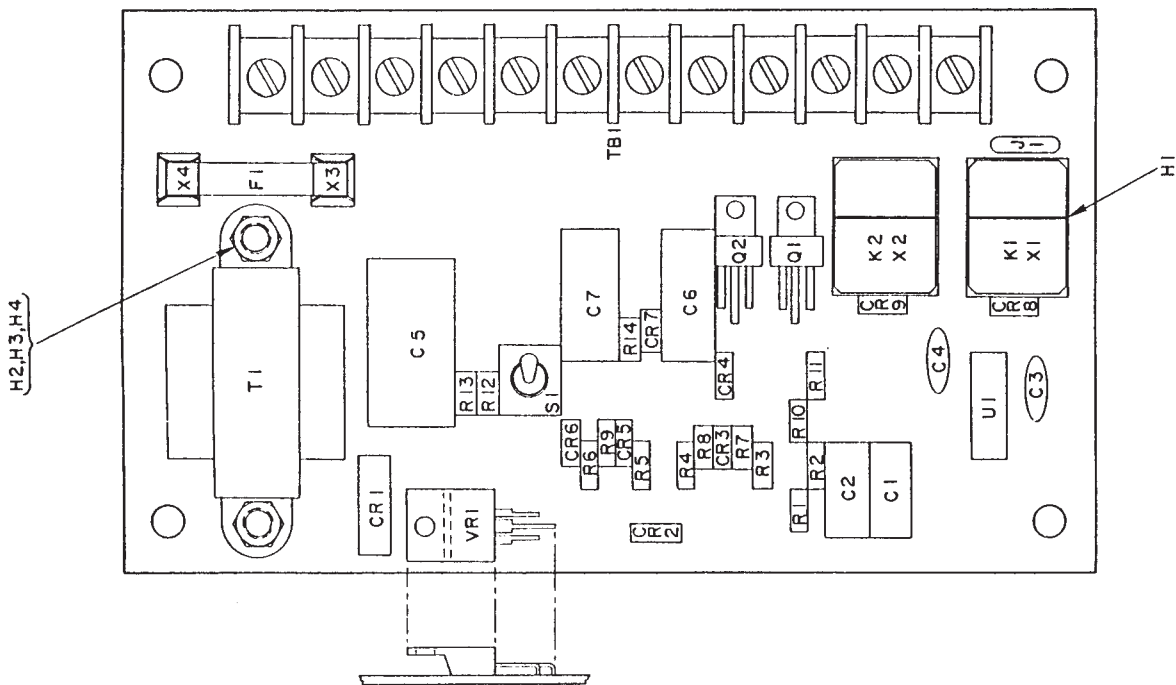 TB1
J1
X4
F1
X3
H1
K2
X2
K1
X1
Q2
Q1
H2,H3,H4
T1
C5
C7
C6
R14
CR7
CR9
CR8
C4
C3
U1
R13
R12
S1
CR4
R11
R10
CR6
R6
R9
CR5
R5
R4
R8
CR3
R7
R3
R2
R1
C2
C1
CR1
VR1
CR2